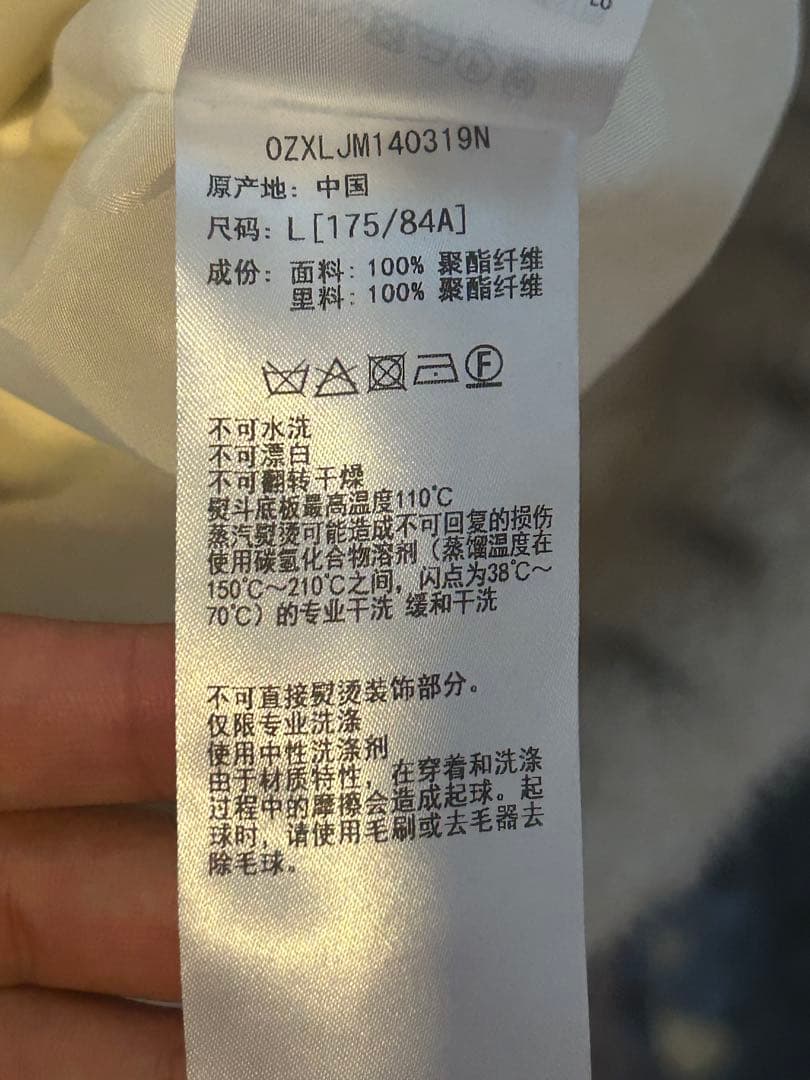 OZXLJM140319N
原产地: 中国
尺码: L[175/84A]
成份: 面料: 100% 聚酯纤维
里料: 100% 聚酯纤维
F
不可水洗
不可漂白
不可翻转干燥
熨斗底板最高温度110℃
蒸汽熨烫可能造成不可回复的损伤
使用碳氢化合物溶剂（蒸馏温度在
150℃～210℃之间，闪点为38℃～
70℃）的专业干洗 缓和干洗
不可直接熨烫装饰部分。
仅限专业洗涤
使用中性洗涤剂
由于材质特性，在穿着和洗涤
过程中的摩擦会造成起球。起
球时，请使用毛刷或去毛器去
除毛球。